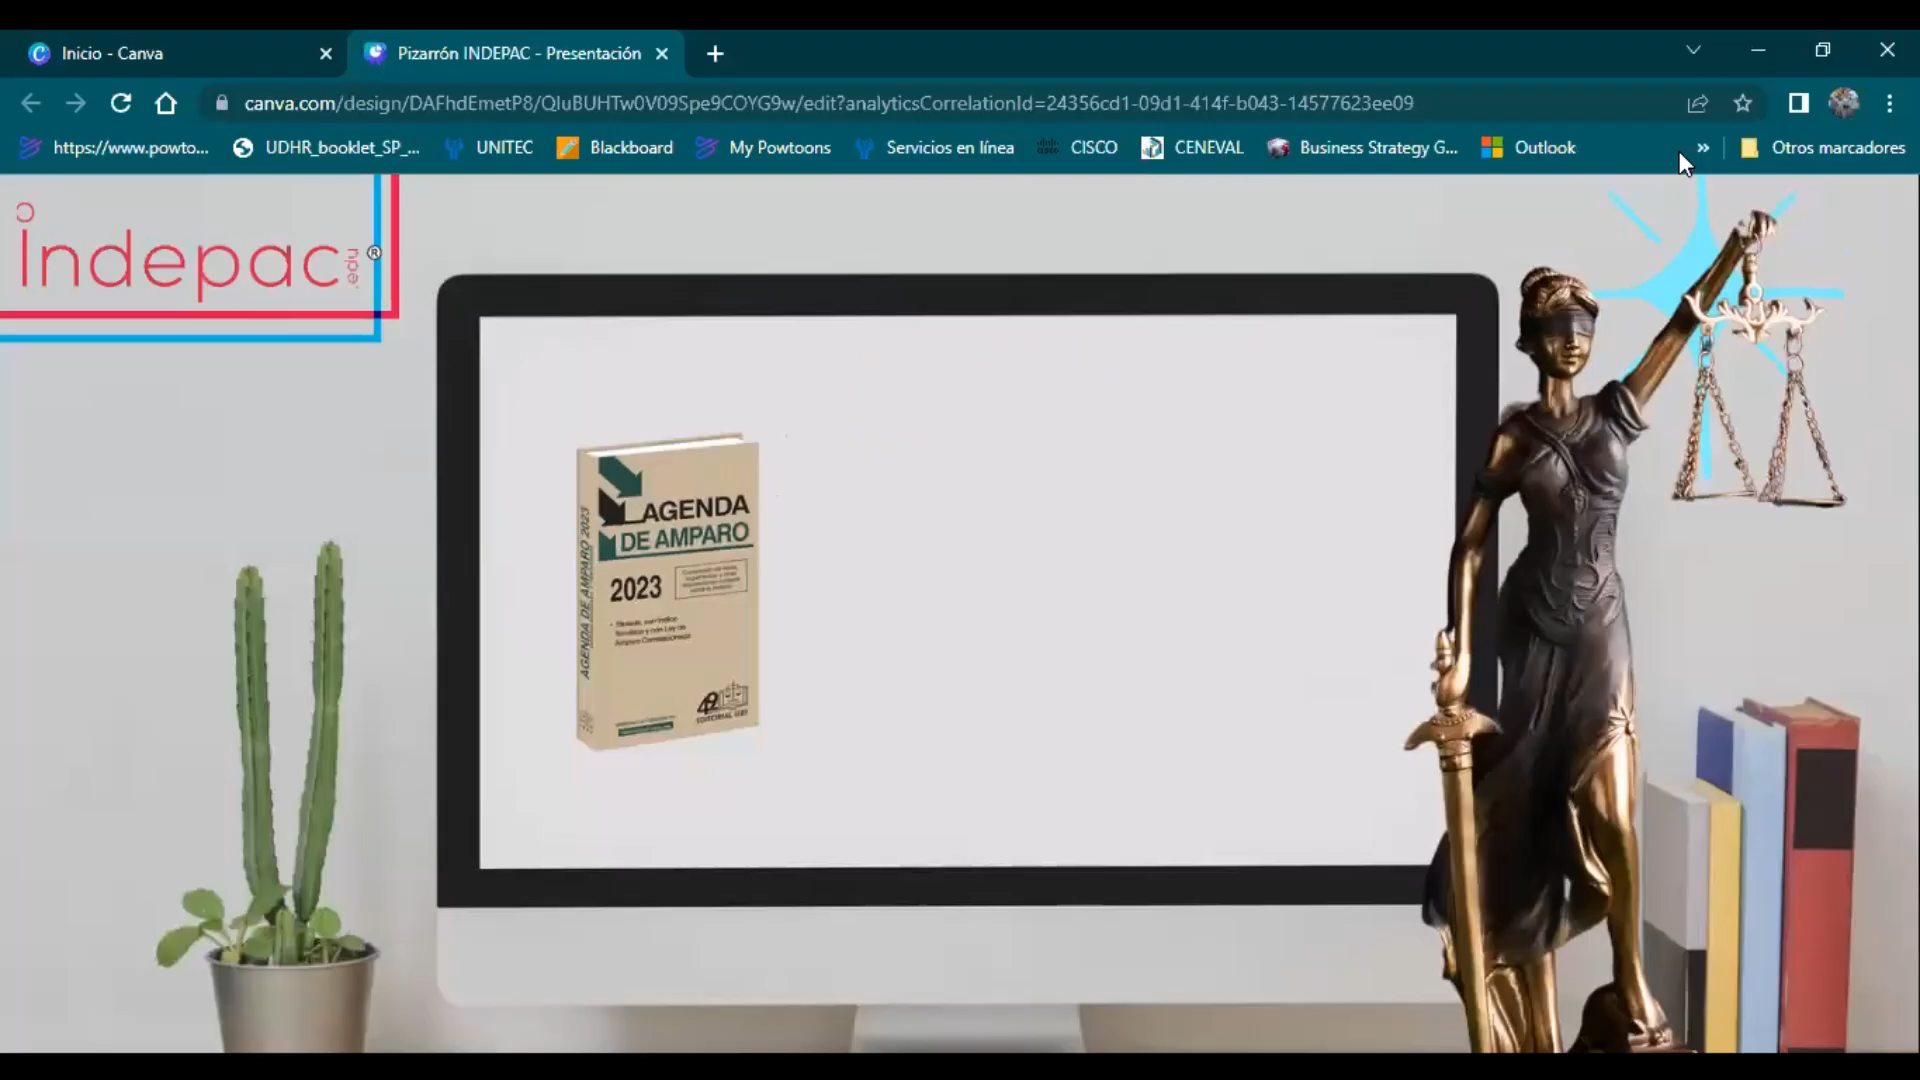 Inicio - Canva
Pizarrón INDEPAC - Presentación
canva.com/design/DAFhdEmetP8/QIuBUHTw0V09Spe9COYG9w/edit?analyticsCorrelationId=24356cd1-09d1-414f-b043-14577623ee09
https://www.powto...
UDHR_booklet_SP_...
UNITEC
Blackboard
My Powtoons
Servicios en línea
CISCO
CENEVAL
Business Strategy G...
Outlook
»
Otros marcadores
indepac
.edu
®
AGENDA
DE AMPARO
2023
AGENDA DE AMPARO 2023